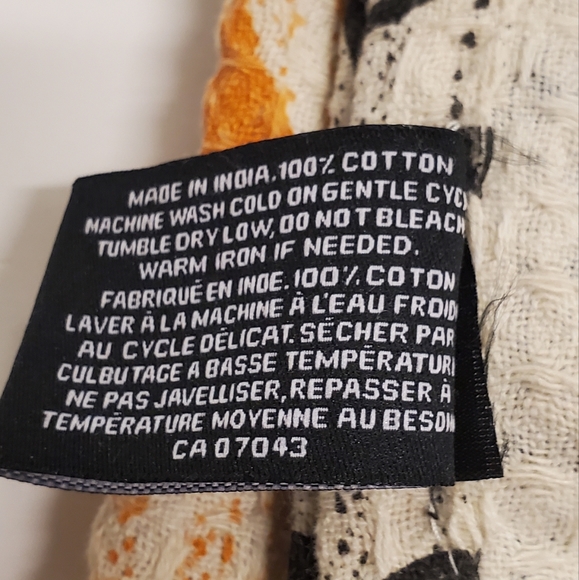 MADE IN INDIA. 100% COTTON
MACHINE WASH COLD ON GENTLE CYC
TUMBLE DRY LOW, DO NOT BLEACH
WARM IRON IF NEEDED.
FABRIQUÉ EN INDE. 100% COTON
LAVER À LA MACHINE À L'EAU FROID
AU CYCLE DÉLICAT. SÉCHER PAR
CULBUTAGE A BASSE TEMPÉRATUR
NE PAS JAVELLISER, REPASSER À
TEMPÉRATURE MOYENNE AU BESOIN
CA 07043